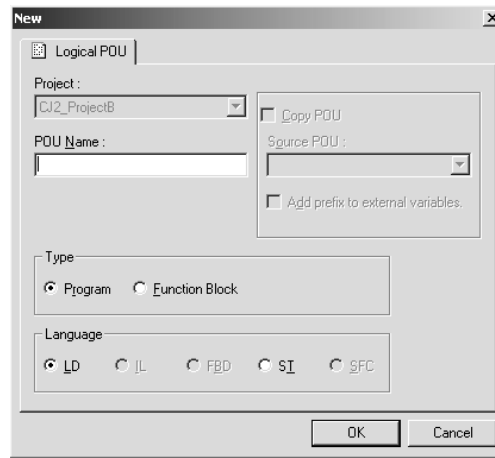 New
Logical POU
Project :
CJ2_ProjectB
POU Name :
Copy POU
Source POU :
Add prefix to external variables.
Type
Program Function Block
Language
LD IL FBD ST SFC
OK Cancel